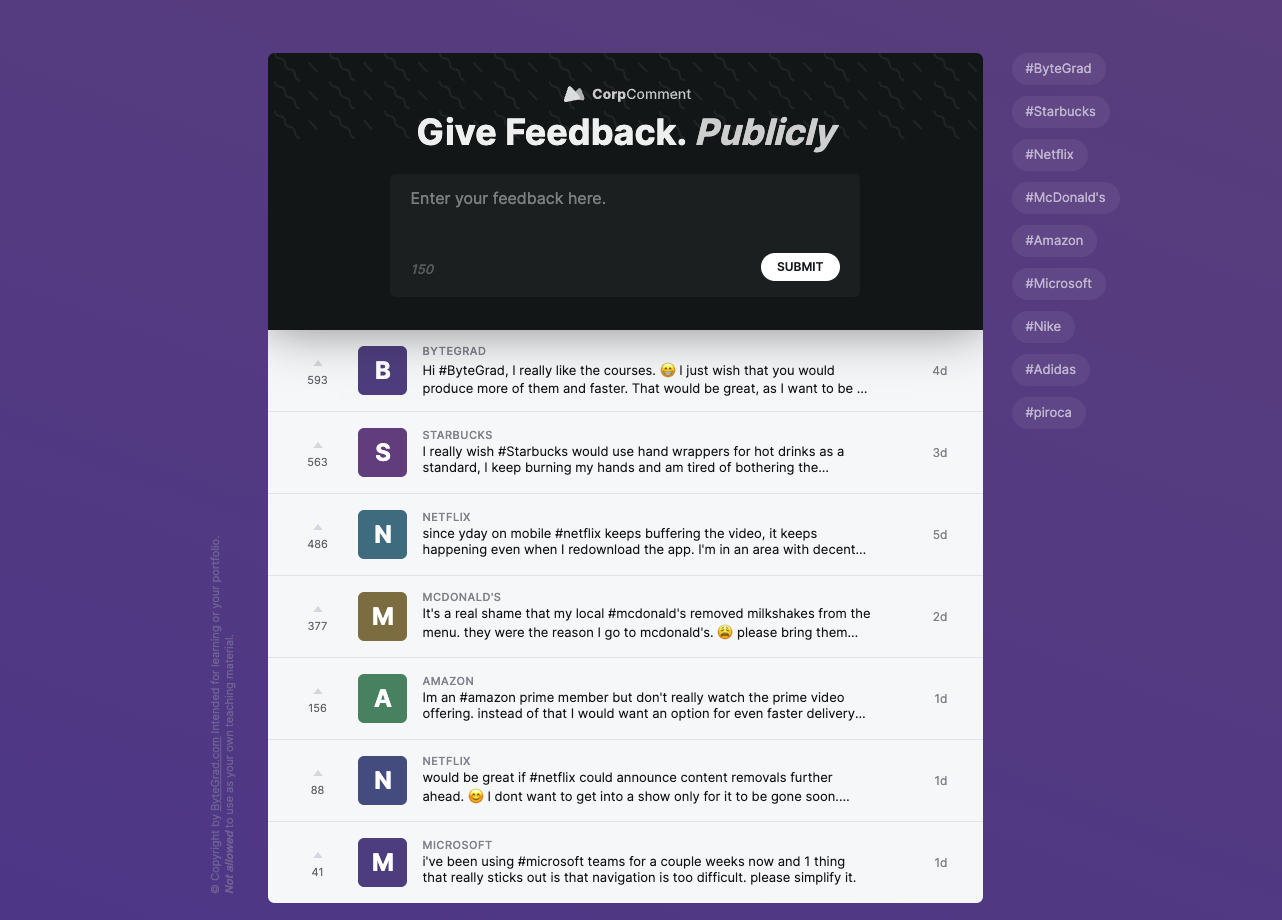 CorpComment
Give Feedback. Publicly
Enter your feedback here.
150
SUBMIT
593
B
BYTEGRAD
Hi #ByteGrad, I really like the courses. 😁 I just wish that you would
produce more of them and faster. That would be great, as I want to be ...
4d
563
S
STARBUCKS
I really wish #Starbucks would use hand wrappers for hot drinks as a
standard, I keep burning my hands and am tired of bothering the...
3d
486
N
NETFLIX
since yday on mobile #netflix keeps buffering the video, it keeps
happening even when I redownload the app. I'm in an area with decent...
5d
377
M
MCDONALD'S
It's a real shame that my local #mcdonald's removed milkshakes from the
menu. they were the reason I go to mcdonald's. 😩 please bring them...
2d
156
A
AMAZON
Im an #amazon prime member but don't really watch the prime video
offering. instead of that I would want an option for even faster delivery...
1d
88
N
NETFLIX
would be great if #netflix could announce content removals further
ahead. 😊 I dont want to get into a show only for it to be gone soon....
1d
41
M
MICROSOFT
i've been using #microsoft teams for a couple weeks now and 1 thing
that really sticks out is that navigation is too difficult. please simplify it.
1d
#ByteGrad
#Starbucks
#Netflix
#McDonald's
#Amazon
#Microsoft
#Nike
#Adidas
#piroca
© Copyright by ByteGrad.com Intended for learning or your portfolio.
Not allowed to use as your own teaching material.